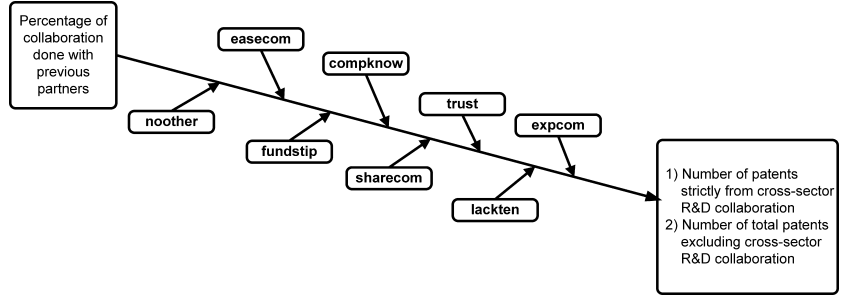 Percentage of
collaboration
done with
previous
partners
easecom
compknow
trust
expcom
noother
fundstip
sharecom
lackten
1) Number of patents
strictly from cross-sector
R&D collaboration
2) Number of total patents
excluding cross-sector
R&D collaboration